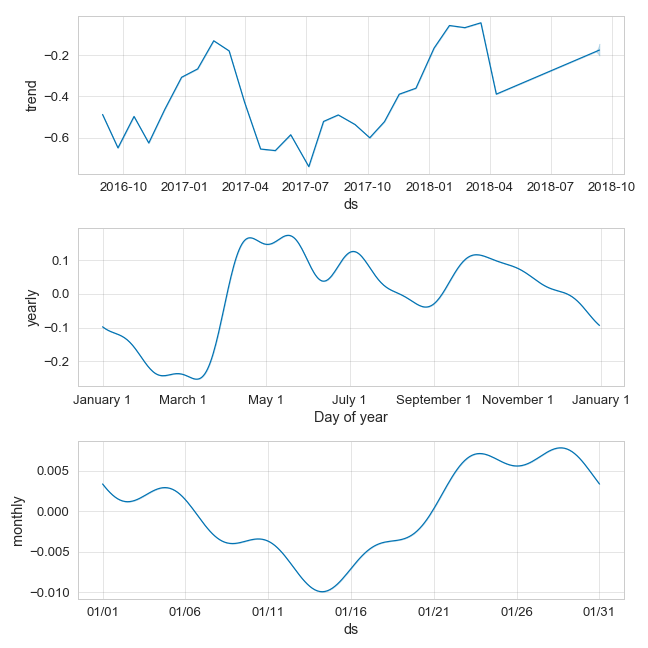 −0.2
−0.4
−0.6
trend
2016-10 2017-01 2017-04 2017-07 2017-10 2018-01 2018-04 2018-07 2018-10
ds
0.1
0.0
−0.1
−0.2
yearly
January 1 March 1 May 1 July 1 September 1 November 1 January 1
Day of year
0.005
0.000
−0.005
−0.010
monthly
01/01 01/06 01/11 01/16 01/21 01/26 01/31
ds